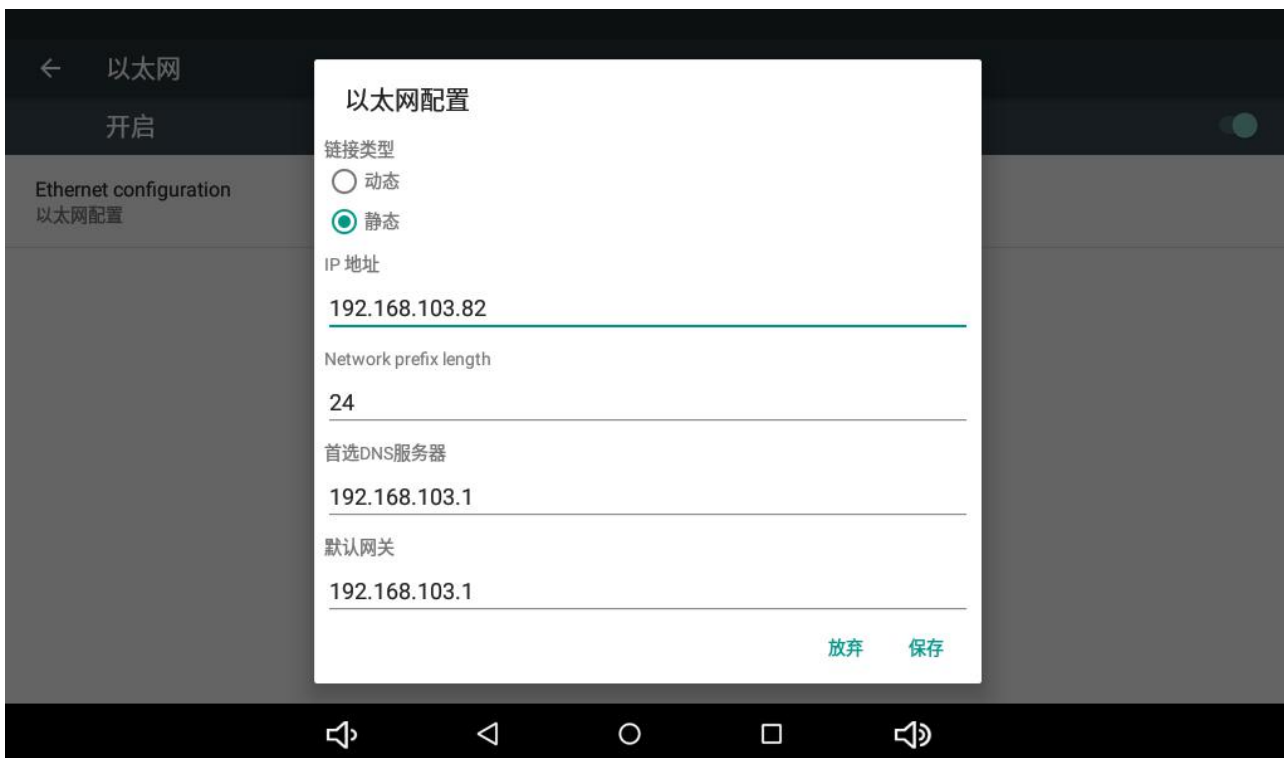 以太网
开启
Ethernet configuration
以太网配置
以太网配置
链接类型
动态
静态
IP 地址
192.168.103.82
Network prefix length
24
首选DNS服务器
192.168.103.1
默认网关
192.168.103.1
放弃 保存